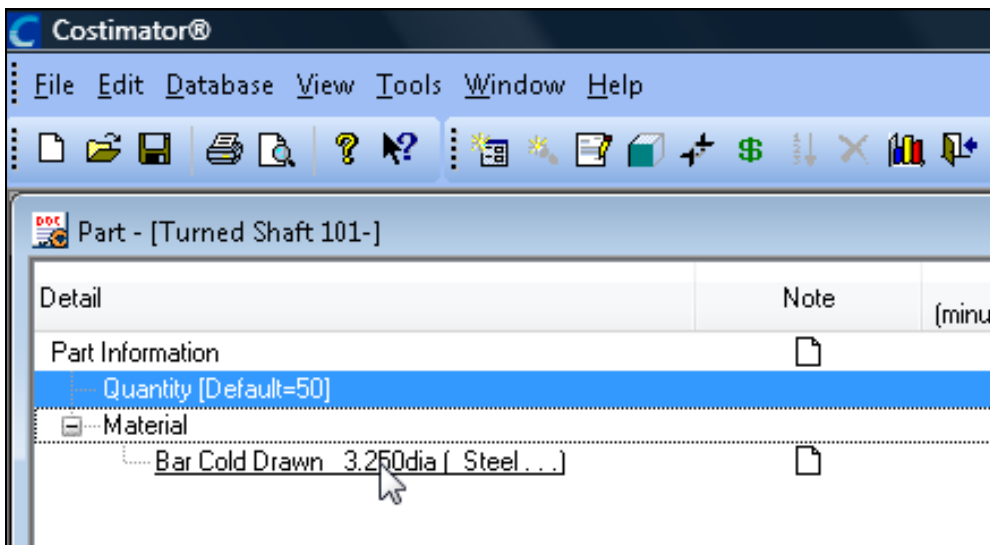 Costimator®
File Edit Database View Tools Window Help
Part - [Turned Shaft 101-]
Detail Note (minu
Part Information
Quantity [Default=50]
Material
Bar Cold Drawn 3.250dia ( Steel . . .)